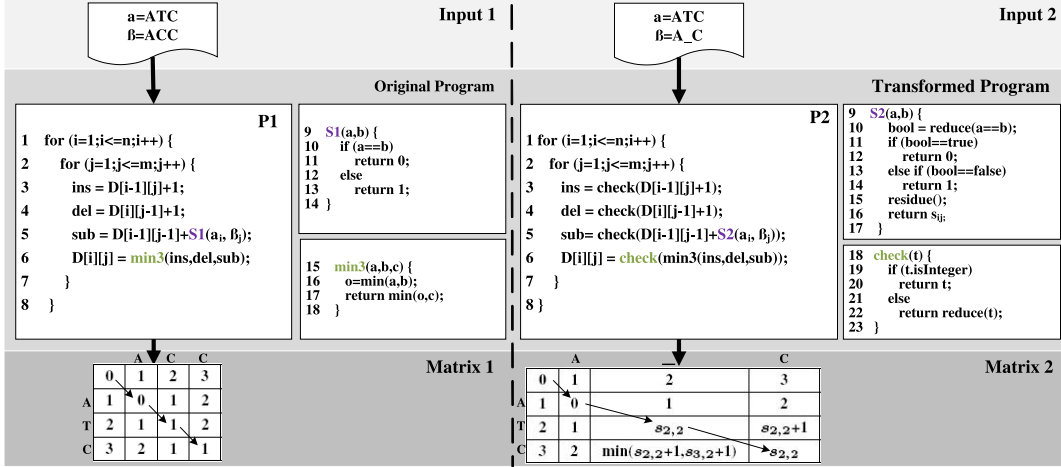 Input 1
a=ATC
ß=ACC
Original Program
P1
1 for (i=1;i<=n;i++) {
2 for (j=1;j<=m;j++) {
3 ins = D[i-1][j]+1;
4 del = D[i][j-1]+1;
5 sub = D[i-1][j-1]+S1(aᵢ, ßⱼ);
6 D[i][j] = min3(ins,del,sub);
7 }
8 }
9 S1(a,b) {
10 if (a==b)
11 return 0;
12 else
13 return 1;
14 }
15 min3(a,b,c) {
16 o=min(a,b);
17 return min(o,c);
18 }
Matrix 1
A C C
0 1 2 3
A 1 0 1 2
T 2 1 1 2
C 3 2 1 1
Input 2
a=ATC
ß=A_C
Transformed Program
P2
1 for (i=1;i<=n;i++) {
2 for (j=1;j<=m;j++) {
3 ins = check(D[i-1][j]+1);
4 del = check(D[i][j-1]+1);
5 sub= check(D[i-1][j-1]+S2(aᵢ, ßⱼ));
6 D[i][j] = check(min3(ins,del,sub));
7 }
8 }
9 S2(a,b) {
10 bool = reduce(a==b);
11 if (bool==true)
12 return 0;
13 else if (bool==false)
14 return 1;
15 residue();
16 return sᵢⱼ;
17 }
18 check(t) {
19 if (t.isInteger)
20 return t;
21 else
22 return reduce(t);
23 }
Matrix 2
A _ C
0 1 2 3
A 1 0 1 2
T 2 1 s₂,₂ s₂,₂+1
C 3 2 min(s₂,₂+1,s₃,₂+1) s₂,₂